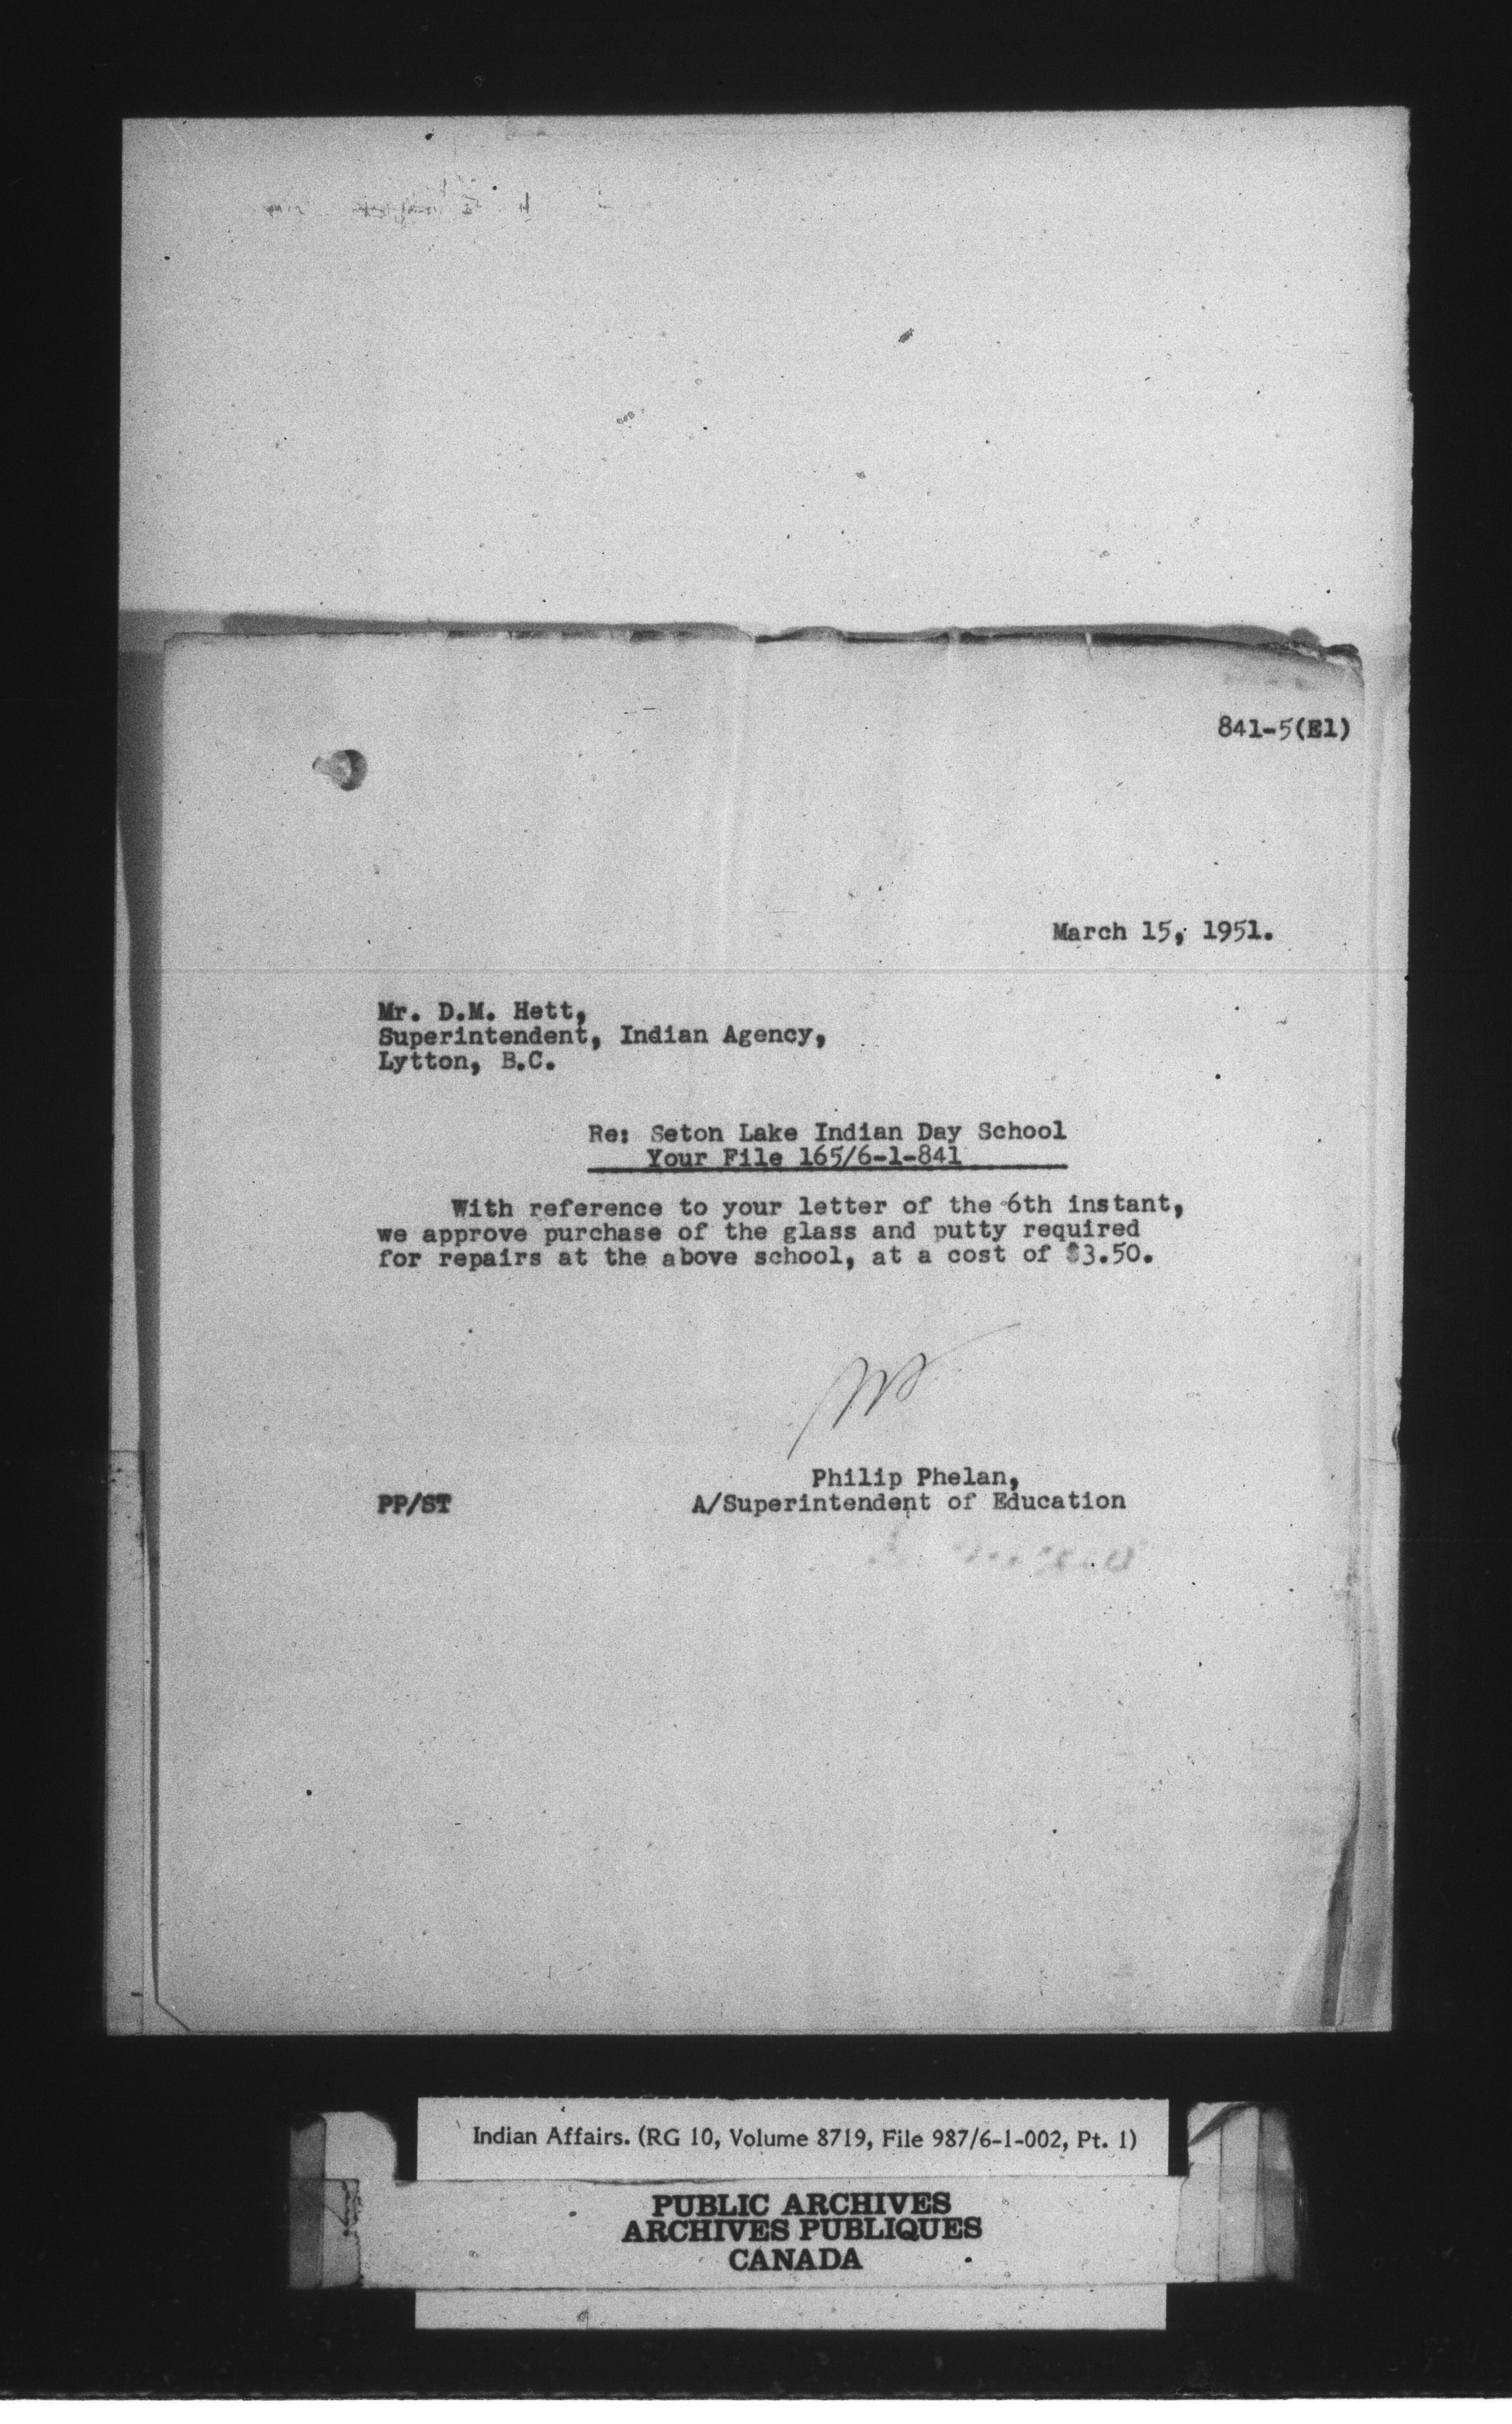 841-5(E1)
March 15, 1951.
Mr. D.M. Hett,
Superintendent, Indian Agency,
Lytton, B.C.
Re: Seton Lake Indian Day School
Your File 165/6-1-841
With reference to your letter of the 6th instant,
we approve purchase of the glass and putty required
for repairs at the above school, at a cost of $3.50.
Philip Phelan,
PP/ST A/Superintendent of Education
Indian Affairs. (RG 10, Volume 8719, File 987/6-1-002, Pt. 1)
PUBLIC ARCHIVES
ARCHIVES PUBLIQUES
CANADA